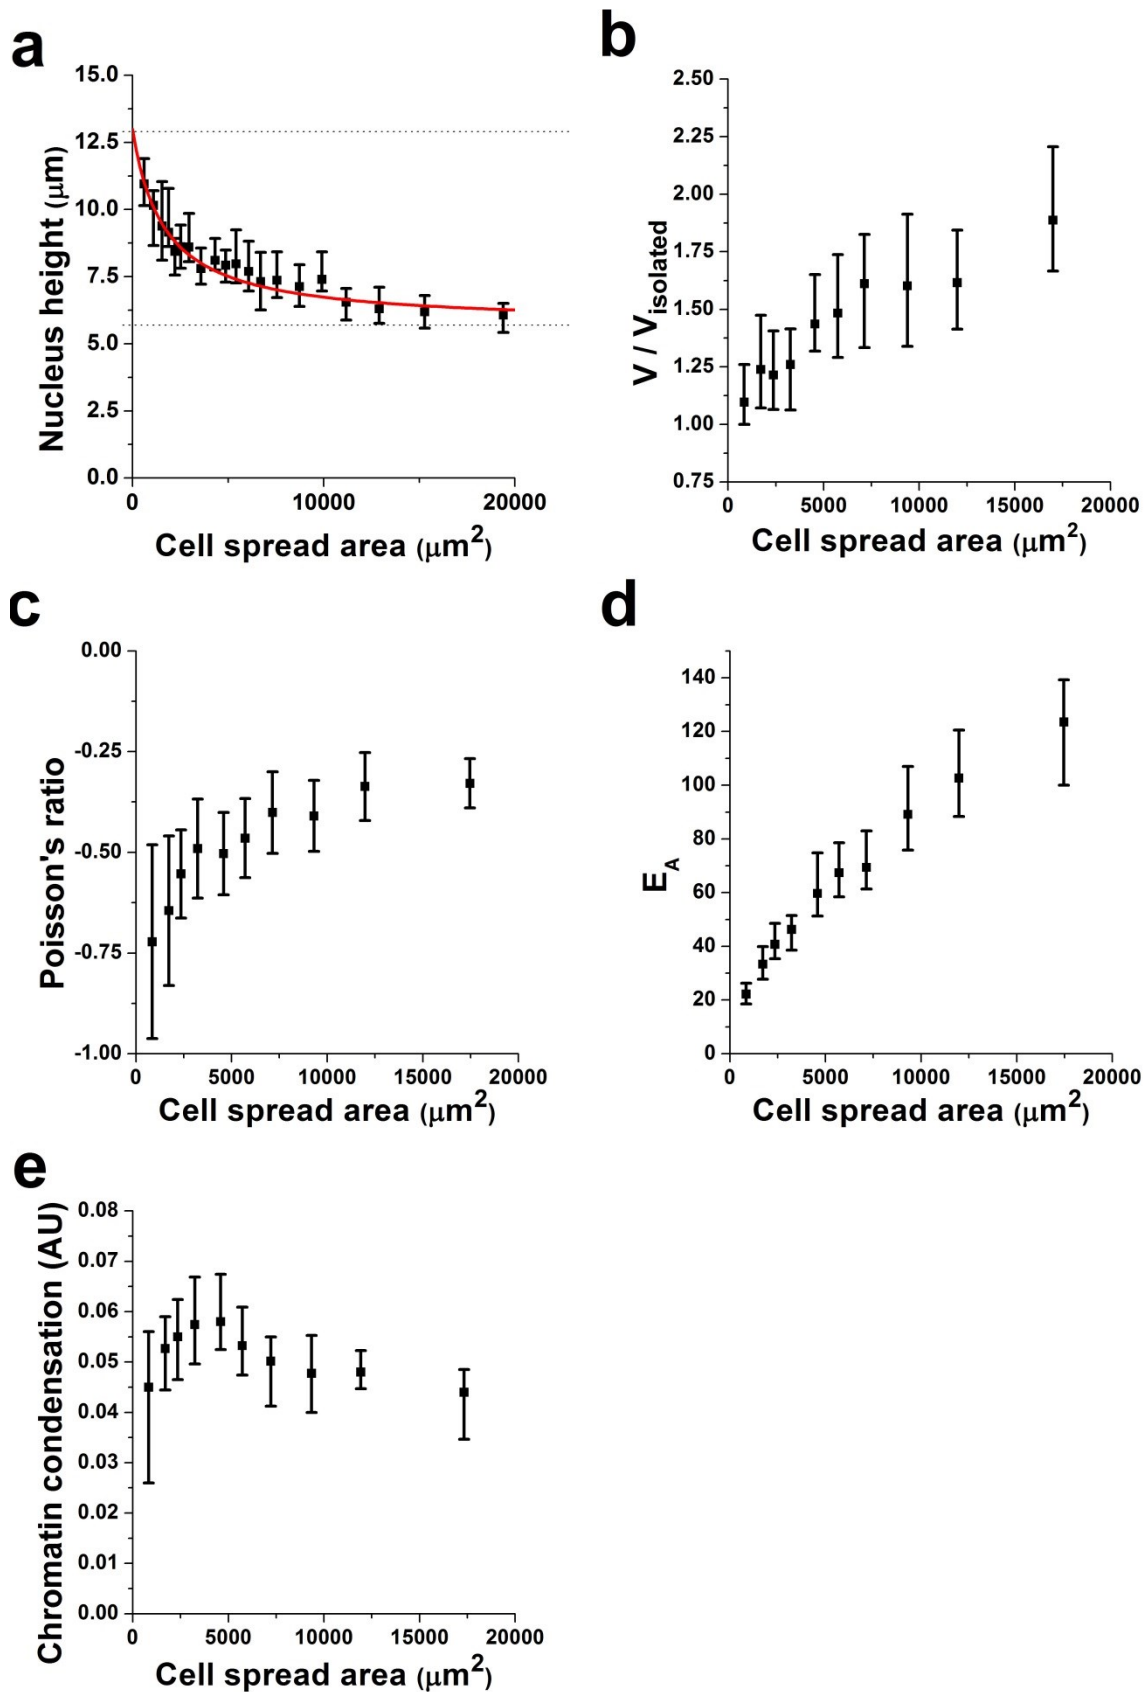 a
15.0
12.5
10.0
7.5
5.0
2.5
0.0
Nucleus height (μm)
0 10000 20000
Cell spread area (μm²)
b
2.50
2.25
2.00
1.75
1.50
1.25
1.00
0.75
V / V_isolated
0 5000 10000 15000 20000
Cell spread area (μm²)
c
0.00
-0.25
-0.50
-0.75
-1.00
Poisson's ratio
0 5000 10000 15000 20000
Cell spread area (μm²)
d
140
120
100
80
60
40
20
0
E_A
0 5000 10000 15000 20000
Cell spread area (μm²)
e
0.08
0.07
0.06
0.05
0.04
0.03
0.02
0.01
0.00
Chromatin condensation (AU)
0 5000 10000 15000 20000
Cell spread area (μm²)